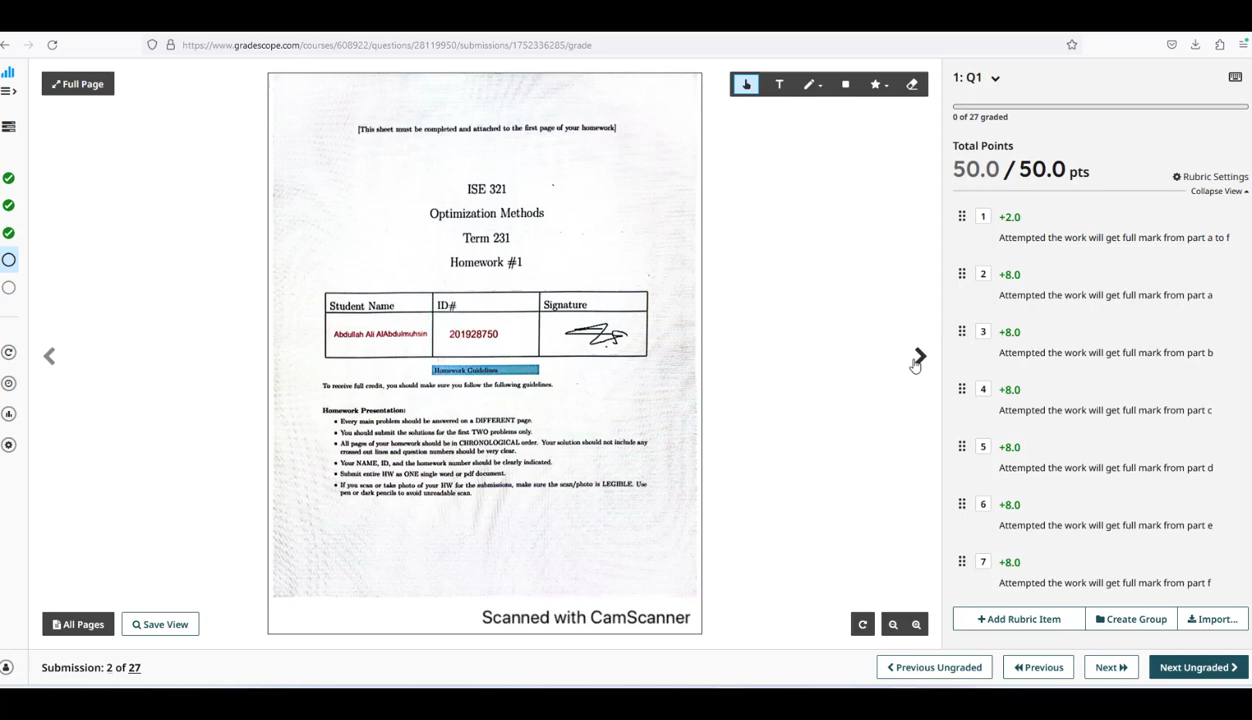 https://www.gradescope.com/courses/608922/questions/28119950/submissions/1752336285/grade
Full Page
T
[This sheet must be completed and attached to the first page of your homework]
ISE 321
Optimization Methods
Term 231
Homework #1
Student Name ID# Signature
Abdullah Ali AlAbdulmuhsin 201928750
Homework Guidelines
To receive full credit, you should make sure you follow the following guidelines.
Homework Presentation:
• Every main problem should be answered on a DIFFERENT page.
• You should submit the solutions for the first TWO problems only.
• All pages of your homework should be in CHRONOLOGICAL order. Your solution should not include any
crossed out lines and question numbers should be very clear.
• Your NAME, ID, and the homework number should be clearly indicated.
• Submit entire HW as ONE single word or pdf document.
• If you scan or take photo of your HW for the submissions, make sure the scan/photo is LEGIBLE. Use
pen or dark pencils to avoid unreadable scan.
Scanned with CamScanner
All Pages
Save View
Submission: 2 of 27
1: Q1
0 of 27 graded
Total Points
50.0 / 50.0 pts
Rubric Settings
Collapse View
1 +2.0
Attempted the work will get full mark from part a to f
2 +8.0
Attempted the work will get full mark from part a
3 +8.0
Attempted the work will get full mark from part b
4 +8.0
Attempted the work will get full mark from part c
5 +8.0
Attempted the work will get full mark from part d
6 +8.0
Attempted the work will get full mark from part e
7 +8.0
Attempted the work will get full mark from part f
+ Add Rubric Item
Create Group
Import...
Previous Ungraded
Previous
Next
Next Ungraded